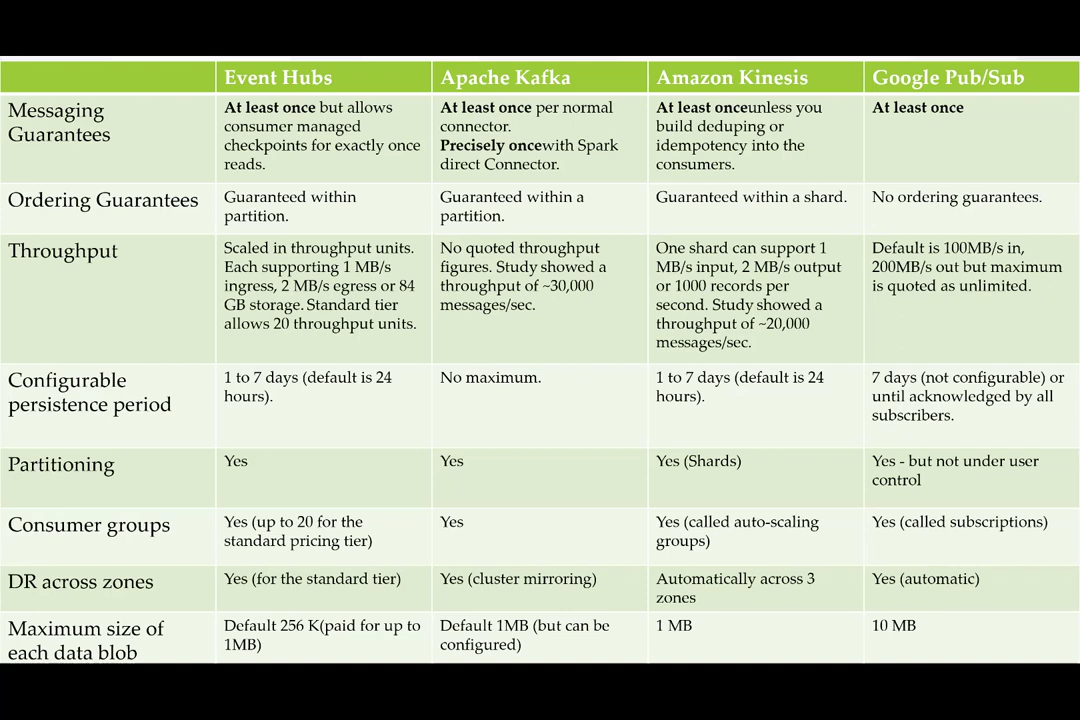 Event Hubs
Apache Kafka
Amazon Kinesis
Google Pub/Sub
Messaging
Guarantees
At least once but allows
consumer managed
checkpoints for exactly once
reads.
At least once per normal
connector.
Precisely oncewith Spark
direct Connector.
At least onceunless you
build deduping or
idempotency into the
consumers.
At least once
Ordering Guarantees
Guaranteed within
partition.
Guaranteed within a
partition.
Guaranteed within a shard.
No ordering guarantees.
Throughput
Scaled in throughput units.
Each supporting 1 MB/s
ingress, 2 MB/s egress or 84
GB storage. Standard tier
allows 20 throughput units.
No quoted throughput
figures. Study showed a
throughput of ~30,000
messages/sec.
One shard can support 1
MB/s input, 2 MB/s output
or 1000 records per
second. Study showed a
throughput of ~20,000
messages/sec.
Default is 100MB/s in,
200MB/s out but maximum
is quoted as unlimited.
Configurable
persistence period
1 to 7 days (default is 24
hours).
No maximum.
1 to 7 days (default is 24
hours).
7 days (not configurable) or
until acknowledged by all
subscribers.
Partitioning
Yes
Yes
Yes (Shards)
Yes - but not under user
control
Consumer groups
Yes (up to 20 for the
standard pricing tier)
Yes
Yes (called auto-scaling
groups)
Yes (called subscriptions)
DR across zones
Yes (for the standard tier)
Yes (cluster mirroring)
Automatically across 3
zones
Yes (automatic)
Maximum size of
each data blob
Default 256 K(paid for up to
1MB)
Default 1MB (but can be
configured)
1 MB
10 MB